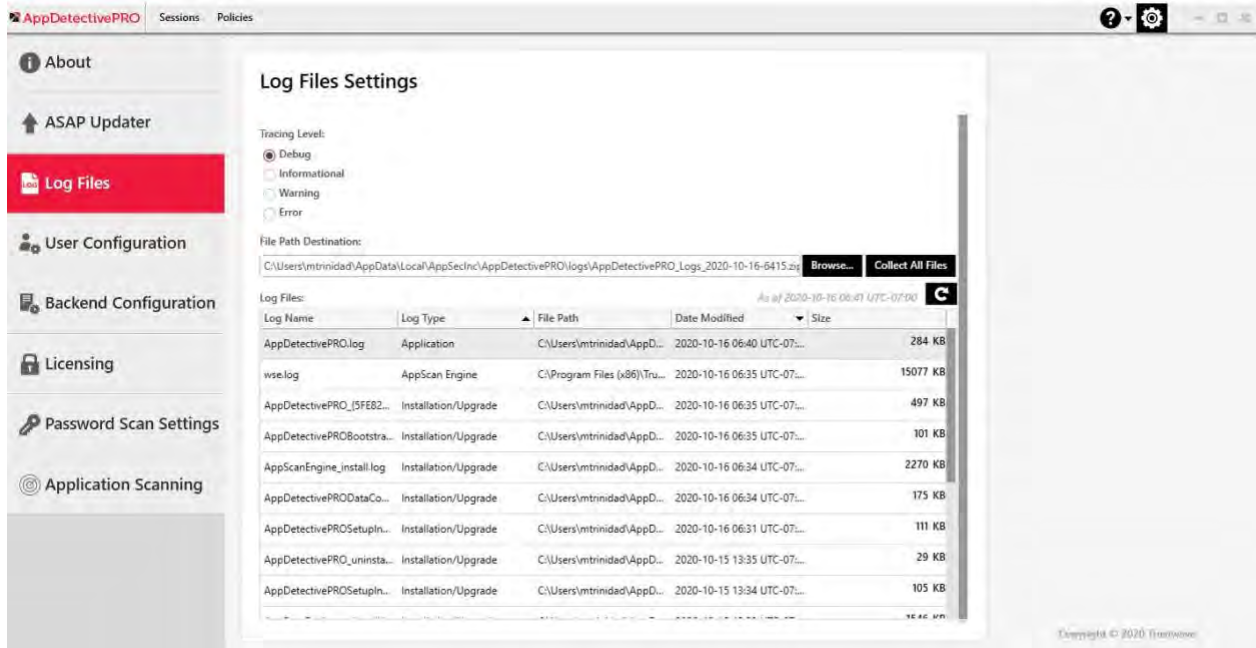 AppDetectivePRO Sessions Policies
About
ASAP Updater
Log Files
User Configuration
Backend Configuration
Licensing
Password Scan Settings
Application Scanning
Log Files Settings
Tracing Level:
Debug
Informational
Warning
Error
File Path Destination:
C:\Users\mtrinidad\AppData\Local\AppSecInc\AppDetectivePRO\logs\AppDetectivePRO_Logs_2020-10-16-6415.zip Browse... Collect All Files
Log Files: As of 2020-10-16 06:41 UTC-07:00
Log Name Log Type File Path Date Modified Size
AppDetectivePRO.log Application C:\Users\mtrinidad\AppD... 2020-10-16 06:40 UTC-07:... 284 KB
wse.log AppScan Engine C:\Program Files (x86)\Tru... 2020-10-16 06:35 UTC-07:... 15077 KB
AppDetectivePRO_{5FE82... Installation/Upgrade C:\Users\mtrinidad\AppD... 2020-10-16 06:35 UTC-07:... 497 KB
AppDetectivePROBootstra... Installation/Upgrade C:\Users\mtrinidad\AppD... 2020-10-16 06:35 UTC-07:... 101 KB
AppScanEngine_install.log Installation/Upgrade C:\Users\mtrinidad\AppD... 2020-10-16 06:34 UTC-07:... 2270 KB
AppDetectivePRODataCo... Installation/Upgrade C:\Users\mtrinidad\AppD... 2020-10-16 06:34 UTC-07:... 175 KB
AppDetectivePROSetupIn... Installation/Upgrade C:\Users\mtrinidad\AppD... 2020-10-16 06:31 UTC-07:... 111 KB
AppDetectivePRO_uninsta... Installation/Upgrade C:\Users\mtrinidad\AppD... 2020-10-15 13:35 UTC-07:... 29 KB
AppDetectivePROSetupIn... Installation/Upgrade C:\Users\mtrinidad\AppD... 2020-10-15 13:34 UTC-07:... 105 KB
Copyright © 2020 Trustwave